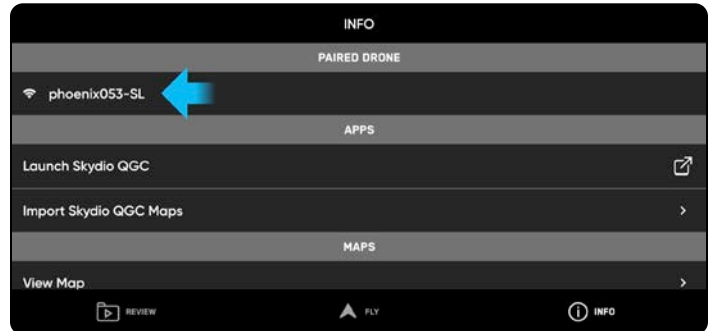 INFO
PAIRED DRONE
phoenix053-SL
APPS
Launch Skydio QGC
Import Skydio QGC Maps
MAPS
View Map
REVIEW FLY INFO